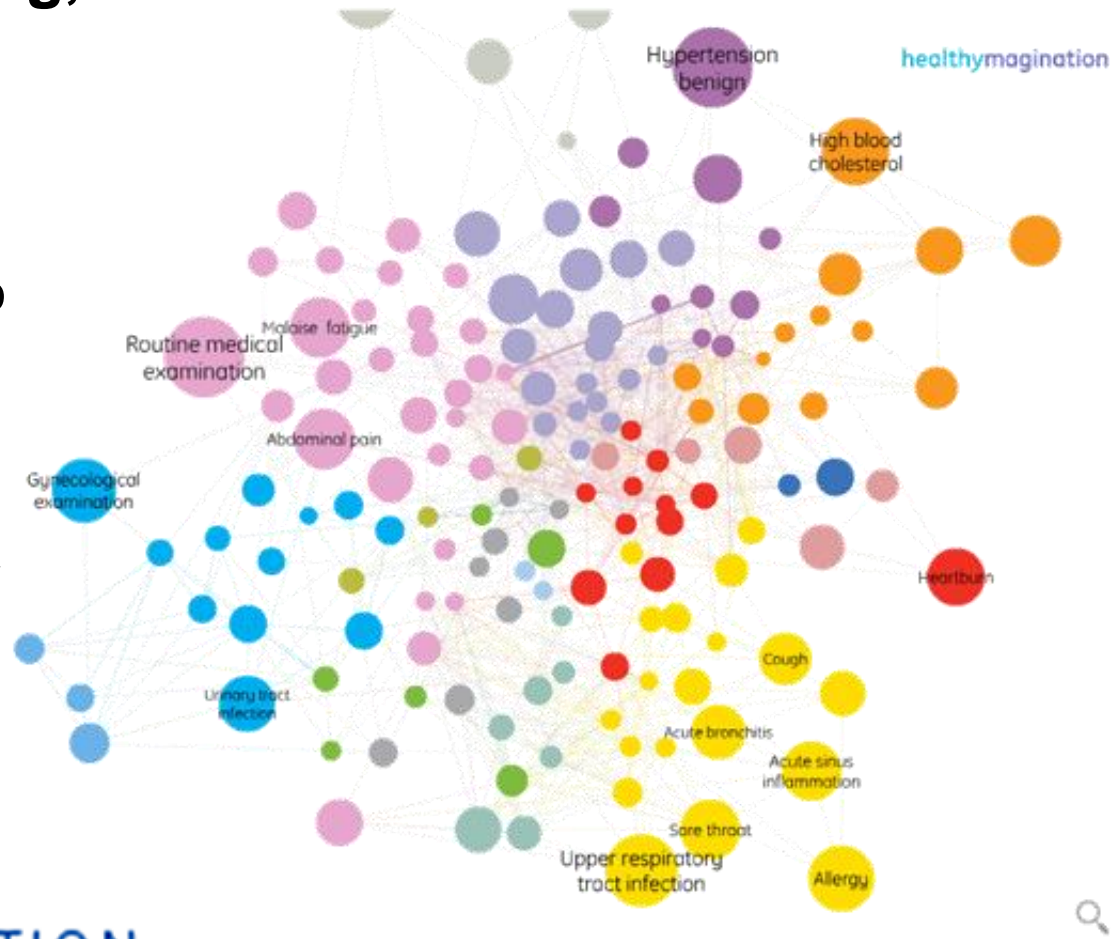 g,
Hypertension
benign
healthymagination
High blood
cholesterol
Malaise fatigue
Routine medical
examination
Abdominal pain
Gynecological
examination
Heartburn
Cough
Urinary tract
infection
Acute bronchitis
Acute sinus
inflammation
Sore throat
Upper respiratory
tract infection
Allergy
TION